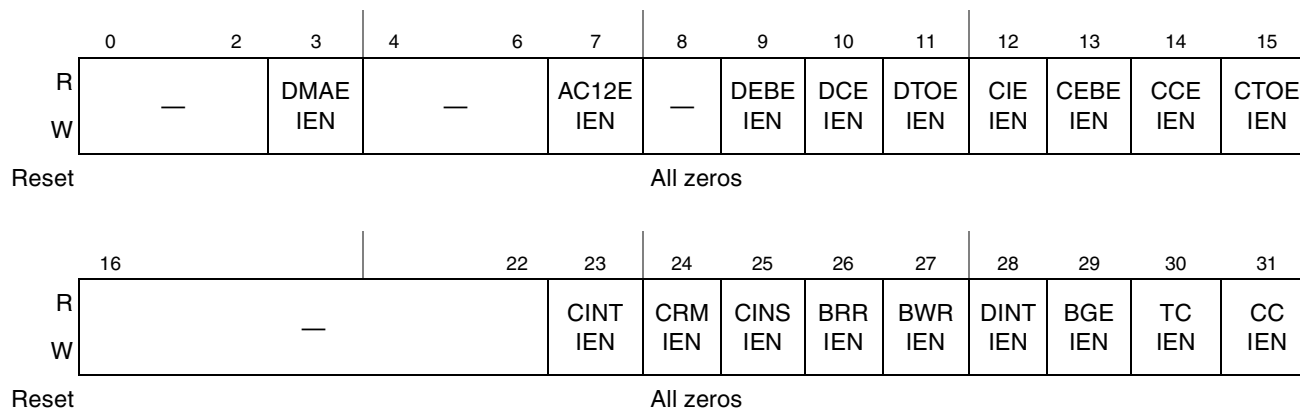 0 2 3 4 6 7 8 9 10 11 12 13 14 15
R
W
—
DMAE IEN
—
AC12E IEN
—
DEBE IEN
DCE IEN
DTOE IEN
CIE IEN
CEBE IEN
CCE IEN
CTOE IEN
Reset All zeros
16 22 23 24 25 26 27 28 29 30 31
R
W
—
CINT IEN
CRM IEN
CINS IEN
BRR IEN
BWR IEN
DINT IEN
BGE IEN
TC IEN
CC IEN
Reset All zeros